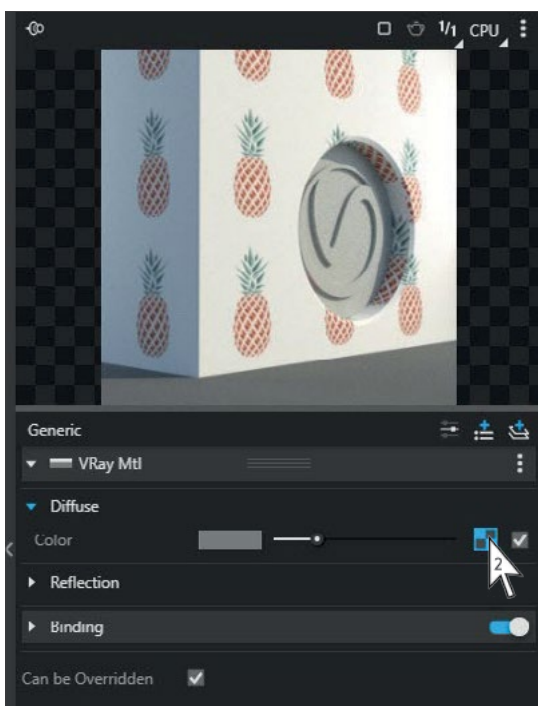 1/1 CPU
Generic
VRay Mtl
Diffuse
Color
2
Reflection
Binding
Can be Overridden